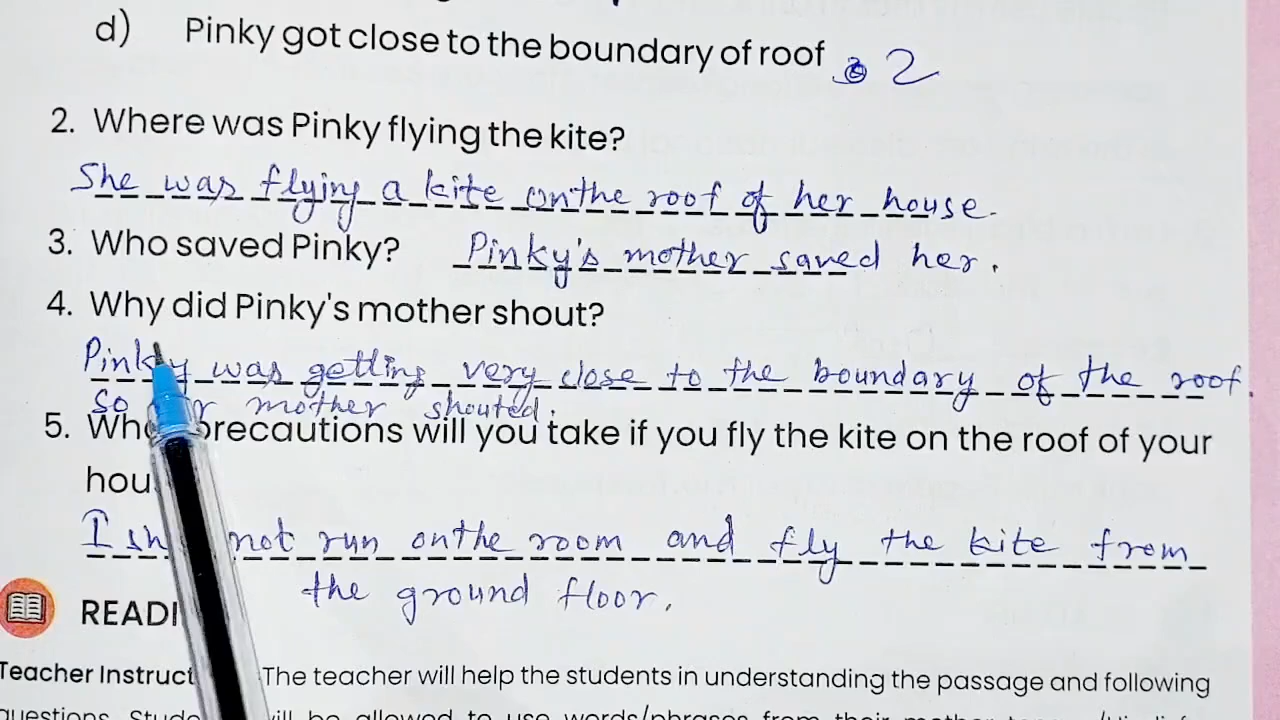 d) Pinky got close to the boundary of roof 2
2. Where was Pinky flying the kite?
She was flying a kite on the roof of her house.
3. Who saved Pinky? Pinky's mother saved her.
4. Why did Pinky's mother shout?
Pinky was getting very close to the boundary of the roof.
so mother shouted.
5. precautions will you take if you fly the kite on the roof of your
I not run on the room and fly the kite from
the ground floor.
Teacher The teacher will help the students in understanding the passage and following